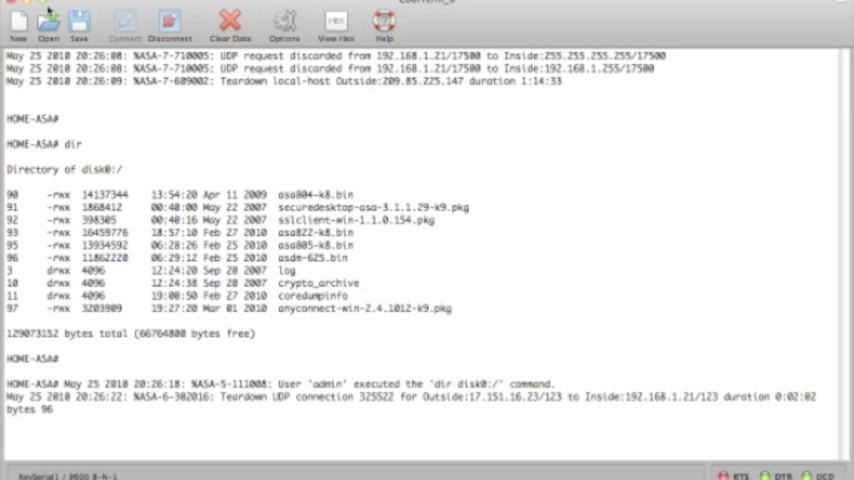 CoolTerm_0
New Open Save Connect Disconnect Clear Data Options View Hex Help
HEX
May 25 2010 20:26:08: %ASA-7-710005: UDP request discarded from 192.168.1.21/17500 to Inside:255.255.255.255/17500
May 25 2010 20:26:08: %ASA-7-710005: UDP request discarded from 192.168.1.21/17500 to Inside:192.168.1.255/17500
May 25 2010 20:26:09: %ASA-7-609002: Teardown local-host Outside:209.85.225.147 duration 1:14:33
HOME-ASA#
HOME-ASA# dir
Directory of disk0:/
90 -rwx 14137344 13:54:20 Apr 11 2009 asa804-k8.bin
91 -rwx 1868412 00:40:00 May 22 2007 securedesktop-asa-3.1.1.29-k9.pkg
92 -rwx 398305 00:40:16 May 22 2007 sslclient-win-1.1.0.154.pkg
93 -rwx 16459776 18:57:10 Feb 27 2010 asa822-k8.bin
95 -rwx 13934592 06:28:26 Feb 25 2010 asa805-k8.bin
96 -rwx 11862220 06:29:12 Feb 25 2010 asdm-625.bin
3 drwx 4096 12:24:20 Sep 20 2007 log
10 drwx 4096 12:24:38 Sep 20 2007 crypto_archive
11 drwx 4096 19:00:50 Feb 27 2010 coredumpinfo
97 -rwx 3203909 19:27:20 Mar 01 2010 anyconnect-win-2.4.1012-k9.pkg
129073152 bytes total (66764800 bytes free)
HOME-ASA#
HOME-ASA# May 25 2010 20:26:18: %ASA-5-111008: User 'admin' executed the 'dir disk0:/' command.
May 25 2010 20:26:22: %ASA-6-302016: Teardown UDP connection 325522 for Outside:17.151.16.23/123 to Inside:192.168.1.21/123 duration 0:02:02
bytes 96
KeySerial1 / 9600 8-N-1 RTS DTR DCD